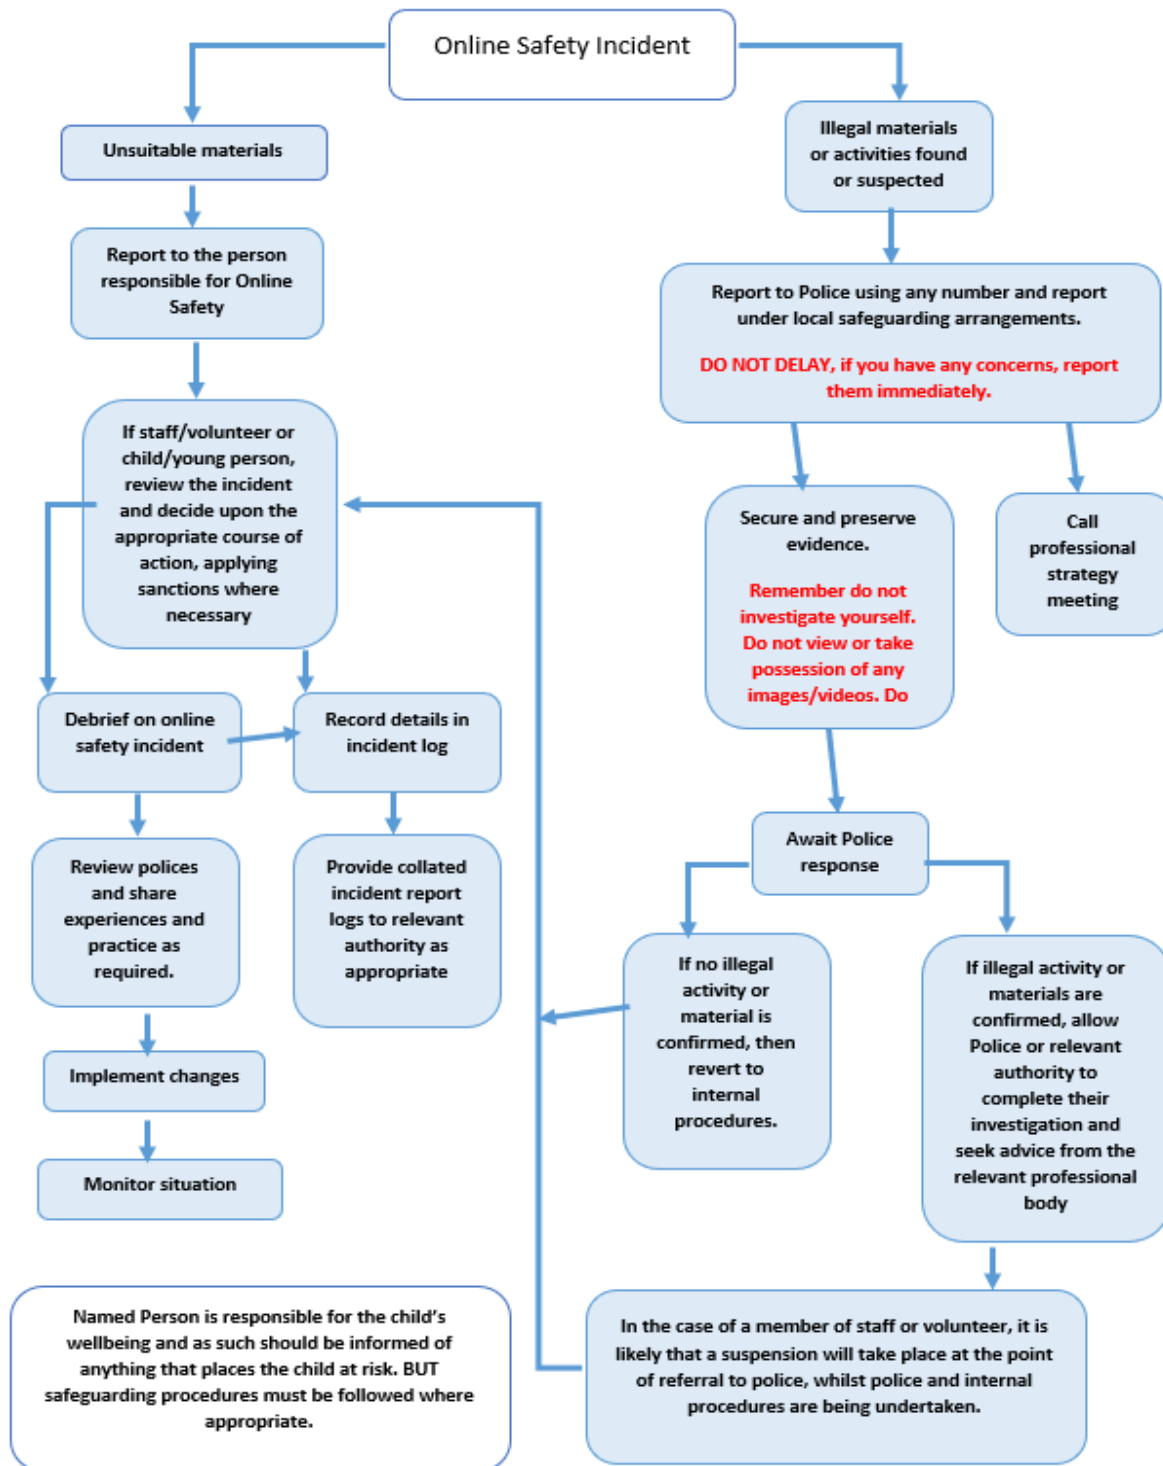 Online Safety Incident
Unsuitable materials
Illegal materials
or activities found
or suspected
Report to the person
responsible for Online
Safety
Report to Police using any number and report
under local safeguarding arrangements.
DO NOT DELAY, if you have any concerns, report
them immediately.
If staff/volunteer or
child/young person,
review the incident
and decide upon the
appropriate course of
action, applying
sanctions where
necessary
Secure and preserve
evidence.
Remember do not
investigate yourself.
Do not view or take
possession of any
images/videos. Do
Call
professional
strategy
meeting
Debrief on online
safety incident
Record details in
incident log
Await Police
response
Review polices
and share
experiences and
practice as
required.
Provide collated
incident report
logs to relevant
authority as
appropriate
If no illegal
activity or
material is
confirmed, then
revert to
internal
procedures.
If illegal activity or
materials are
confirmed, allow
Police or relevant
authority to
complete their
investigation and
seek advice from the
relevant professional
body
Implement changes
Monitor situation
Named Person is responsible for the child’s
wellbeing and as such should be informed of
anything that places the child at risk. BUT
safeguarding procedures must be followed where
appropriate.
In the case of a member of staff or volunteer, it is
likely that a suspension will take place at the point
of referral to police, whilst police and internal
procedures are being undertaken.